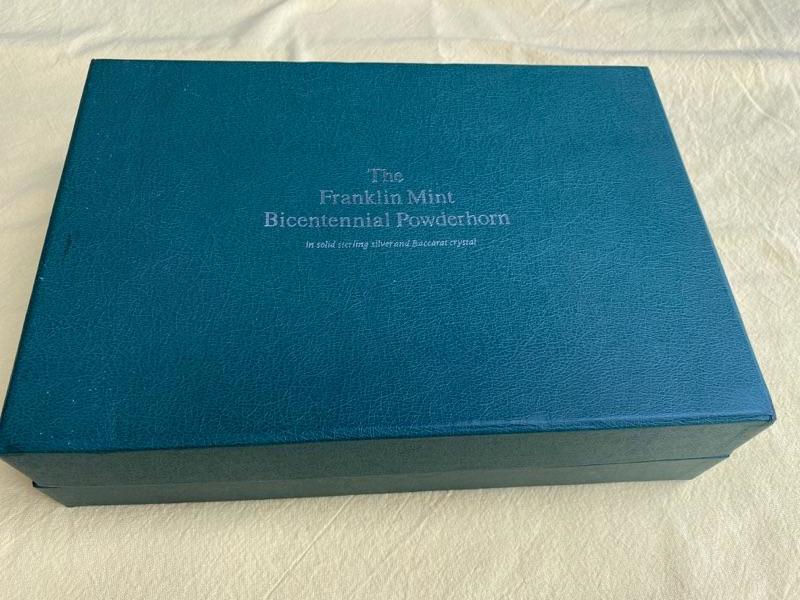 The
Franklin Mint
Bicentennial Powderhorn
in solid sterling silver and Baccarat crystal